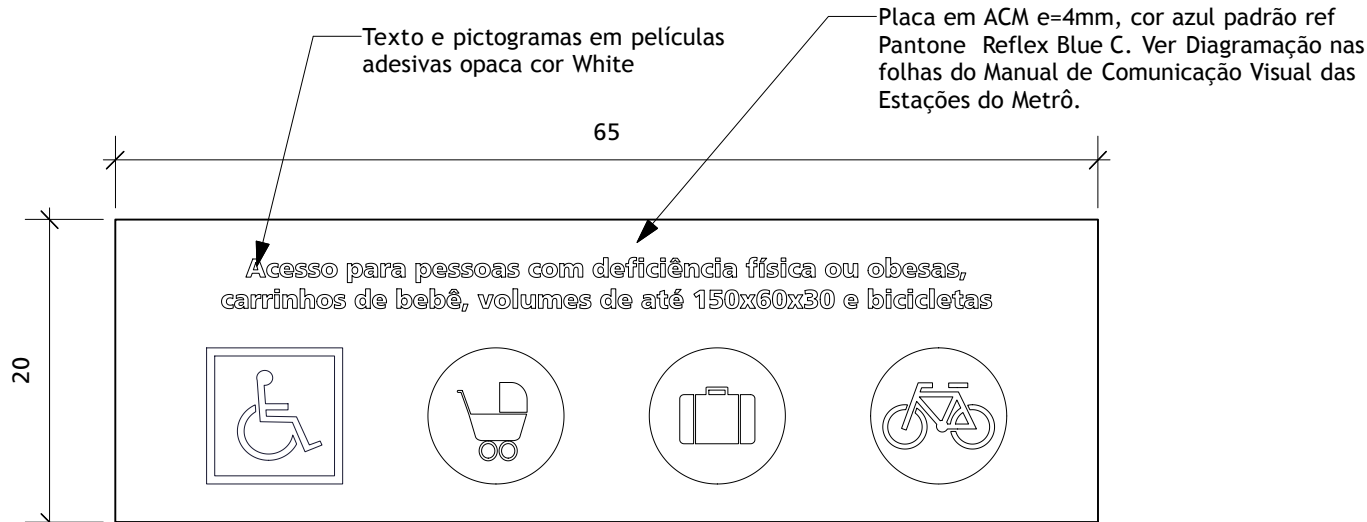 Texto e pictogramas em películas
adesivas opaca cor White
Placa em ACM e=4mm, cor azul padrão ref
Pantone Reflex Blue C. Ver Diagramação nas
folhas do Manual de Comunicação Visual das
Estações do Metrô.
65
20
Acesso para pessoas com deficiência física ou obesas,
carrinhos de bebê, volumes de até 150x60x30 e bicicletas